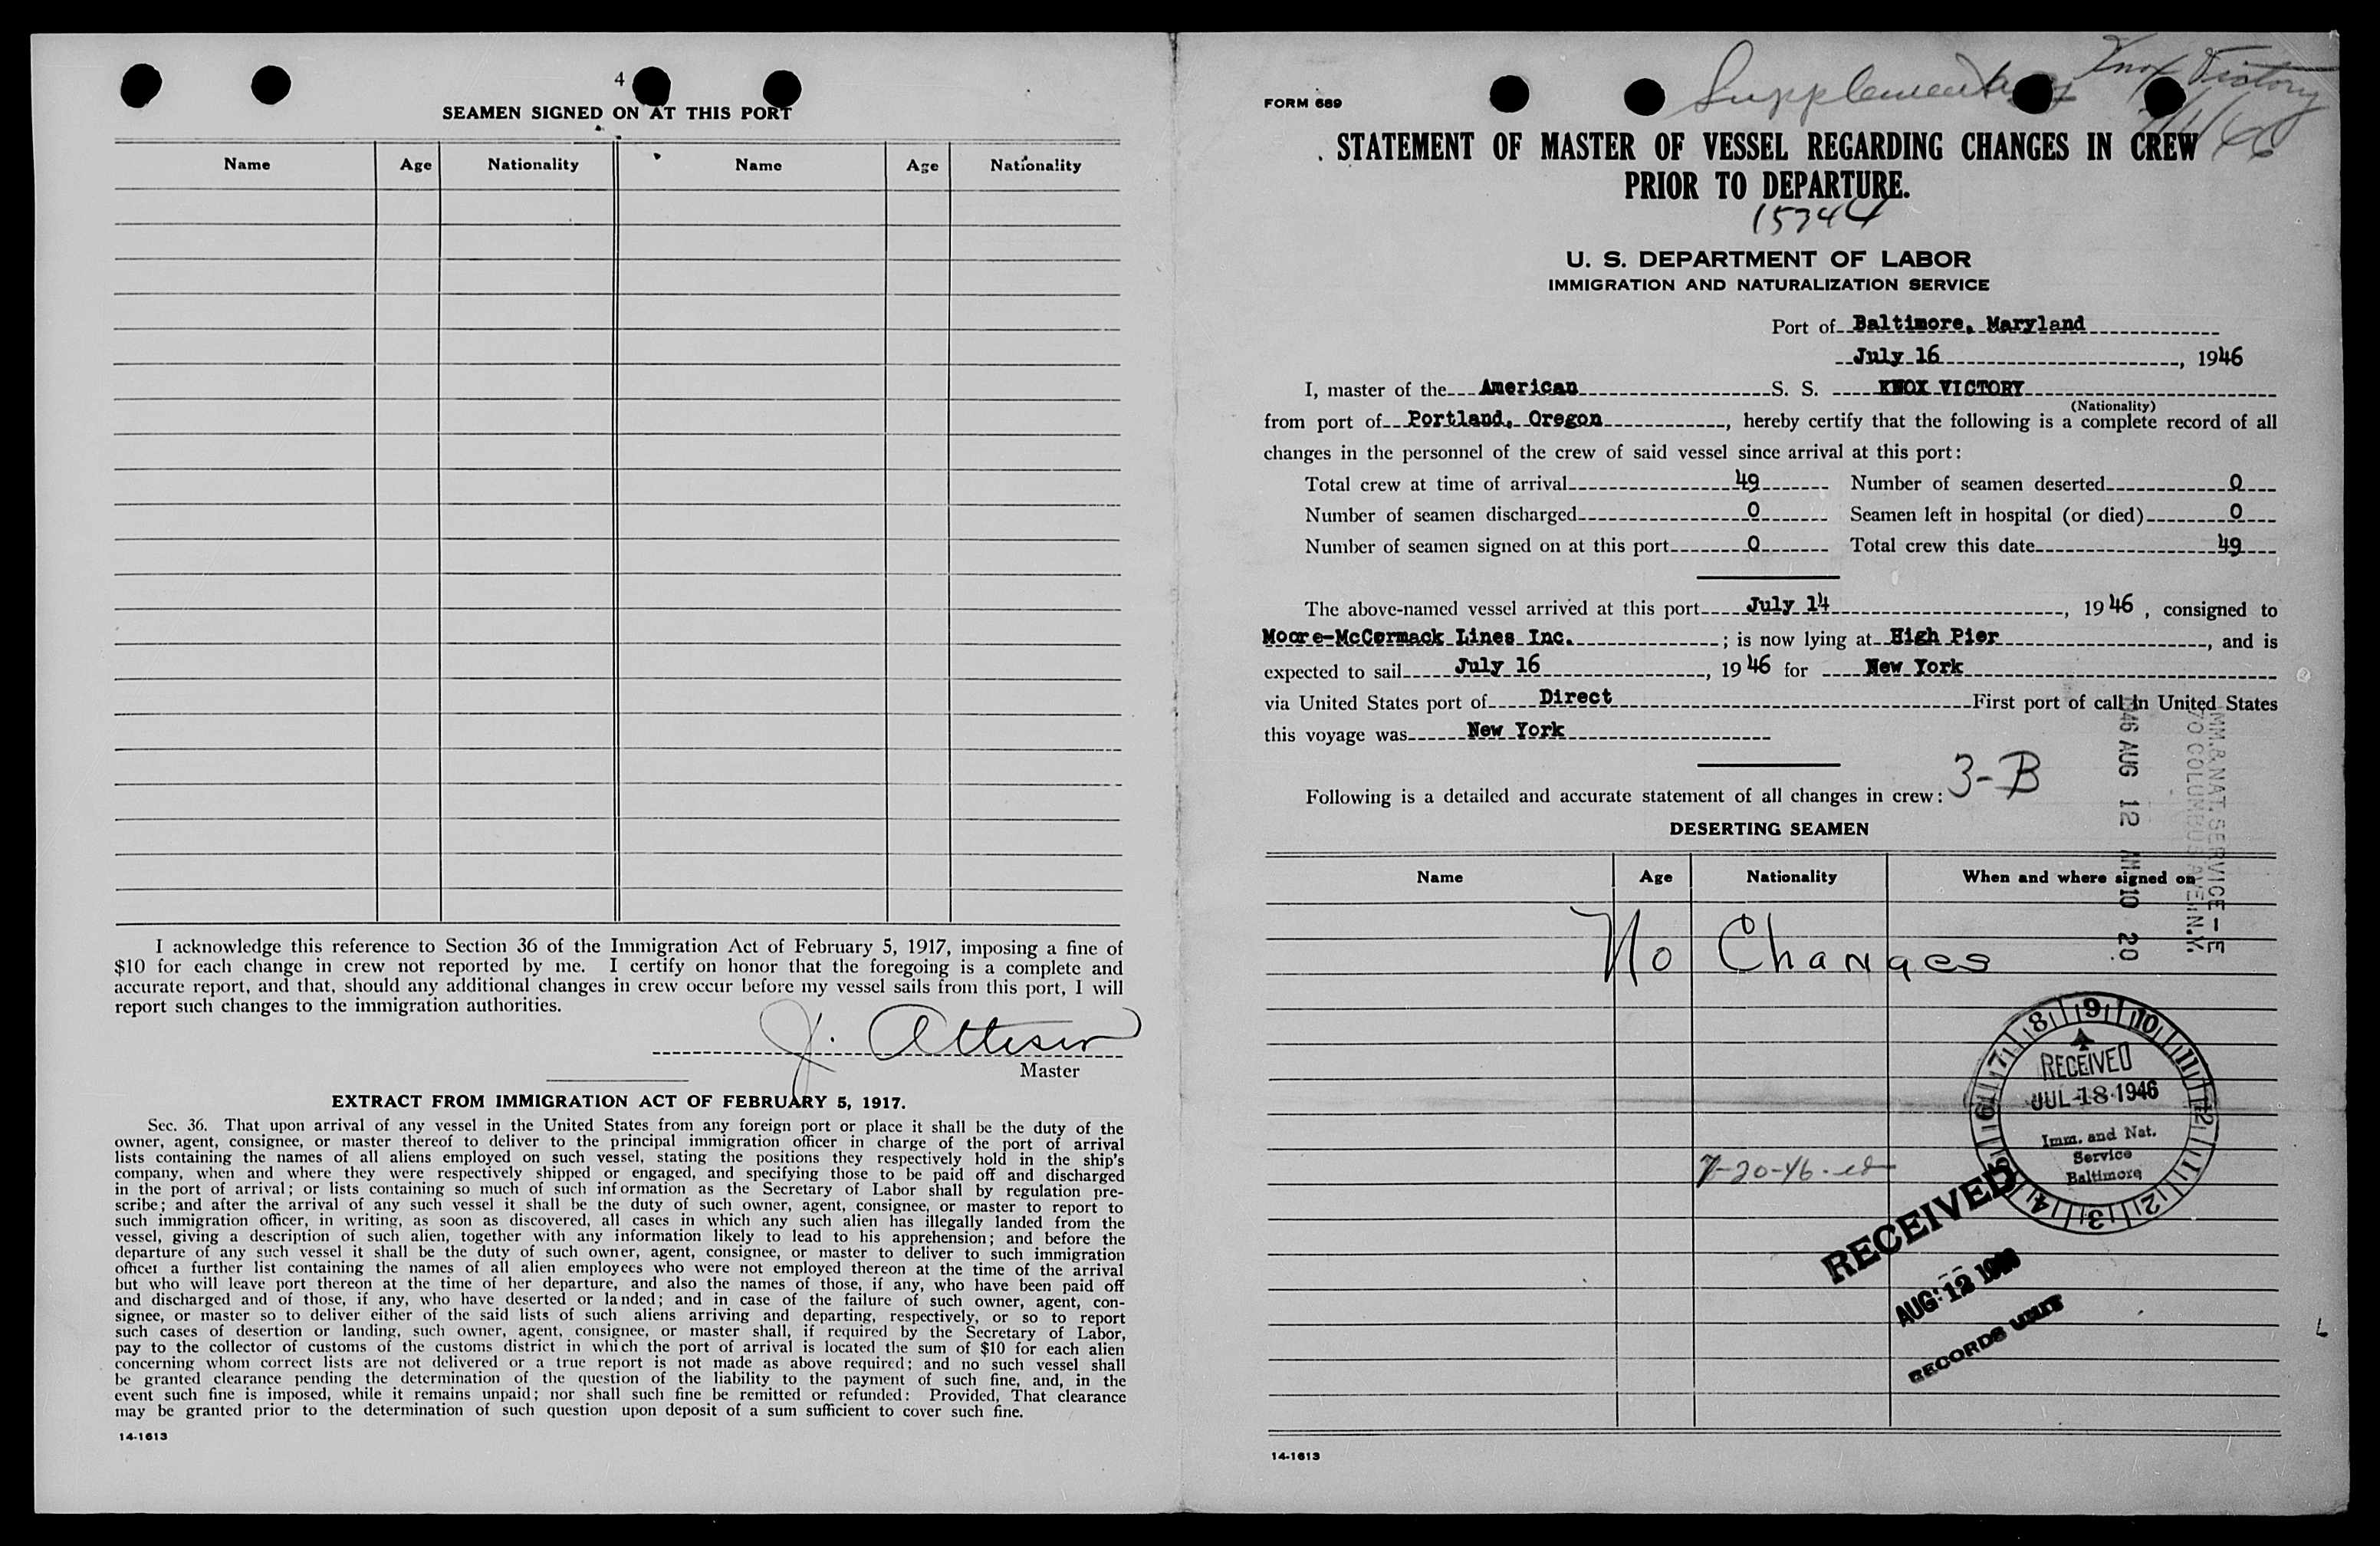 4
SEAMEN SIGNED ON AT THIS PORT
Name Age Nationality Name Age Nationality
I acknowledge this reference to Section 36 of the Immigration Act of February 5, 1917, imposing a fine of
$10 for each change in crew not reported by me. I certify on honor that the foregoing is a complete and
accurate report, and that, should any additional changes in crew occur before my vessel sails from this port, I will
report such changes to the immigration authorities.
J.
Master
EXTRACT FROM IMMIGRATION ACT OF FEBRUARY 5, 1917.
Sec. 36. That upon arrival of any vessel in the United States from any foreign port or place it shall be the duty of the
owner, agent, consignee, or master thereof to deliver to the principal immigration officer in charge of the port of arrival
lists containing the names of all aliens employed on such vessel, stating the positions they respectively hold in the ship's
company, when and where they were respectively shipped or engaged, and specifying those to be paid off and discharged
in the port of arrival; or lists containing so much of such information as the Secretary of Labor shall by regulation pre-
scribe; and after the arrival of any such vessel it shall be the duty of such owner, agent, consignee, or master to report to
such immigration officer, in writing, as soon as discovered, all cases in which any such alien has illegally landed from the
vessel, giving a description of such alien, together with any information likely to lead to his apprehension; and before the
departure of any such vessel it shall be the duty of such owner, agent, consignee, or master to deliver to such immigration
officer a further list containing the names of all alien employees who were not employed thereon at the time of the arrival
but who will leave port thereon at the time of her departure, and also the names of those, if any, who have been paid off
and discharged and of those, if any, who have deserted or landed; and in case of the failure of such owner, agent, con-
signee, or master so to deliver either of the said lists of such aliens arriving and departing, respectively, or so to report
such cases of desertion or landing, such owner, agent, consignee, or master shall, if required by the Secretary of Labor,
pay to the collector of customs of the customs district in which the port of arrival is located the sum of $10 for each alien
concerning whom correct lists are not delivered or a true report is not made as above required; and no such vessel shall
be granted clearance pending the determination of the question of the liability to the payment of such fine, and, in the
event such fine is imposed, while it remains unpaid; nor shall such fine be remitted or refunded: Provided, That clearance
may be granted prior to the determination of such question upon deposit of a sum sufficient to cover such fine.
14-1613
Supplementary Knox Victory
FORM 689
STATEMENT OF MASTER OF VESSEL REGARDING CHANGES IN CREW
PRIOR TO DEPARTURE.
15744
U. S. DEPARTMENT OF LABOR
IMMIGRATION AND NATURALIZATION SERVICE
Port of Baltimore, Maryland
July 16, 1946
I, master of the American S. S. KNOX VICTORY
(Nationality)
from port of Portland, Oregon, hereby certify that the following is a complete record of all
changes in the personnel of the crew of said vessel since arrival at this port:
Total crew at time of arrival 49 Number of seamen deserted 0
Number of seamen discharged 0 Seamen left in hospital (or died) 0
Number of seamen signed on at this port 0 Total crew this date 49
The above-named vessel arrived at this port July 14, 1946, consigned to
Moore-McCormack Lines Inc.; is now lying at High Pier, and is
expected to sail July 16, 1946 for New York
via United States port of Direct First port of call in United States
this voyage was New York
3-B
Following is a detailed and accurate statement of all changes in crew:
IMM. & NAT. SERVICE - E
70 COLUMBUS AVE. N.Y.
1946 AUG 12 AM 10 20
DESERTING SEAMEN
Name Age Nationality When and where signed on
No Changes
8 9 10 11 12 1 2 3 4 5 6 7
RECEIVED
JUL 18 1946
Imm. and Nat.
Service
Baltimore
7-20-46
RECEIVED
AUG 12 1946
RECORDS UNIT
14-1613